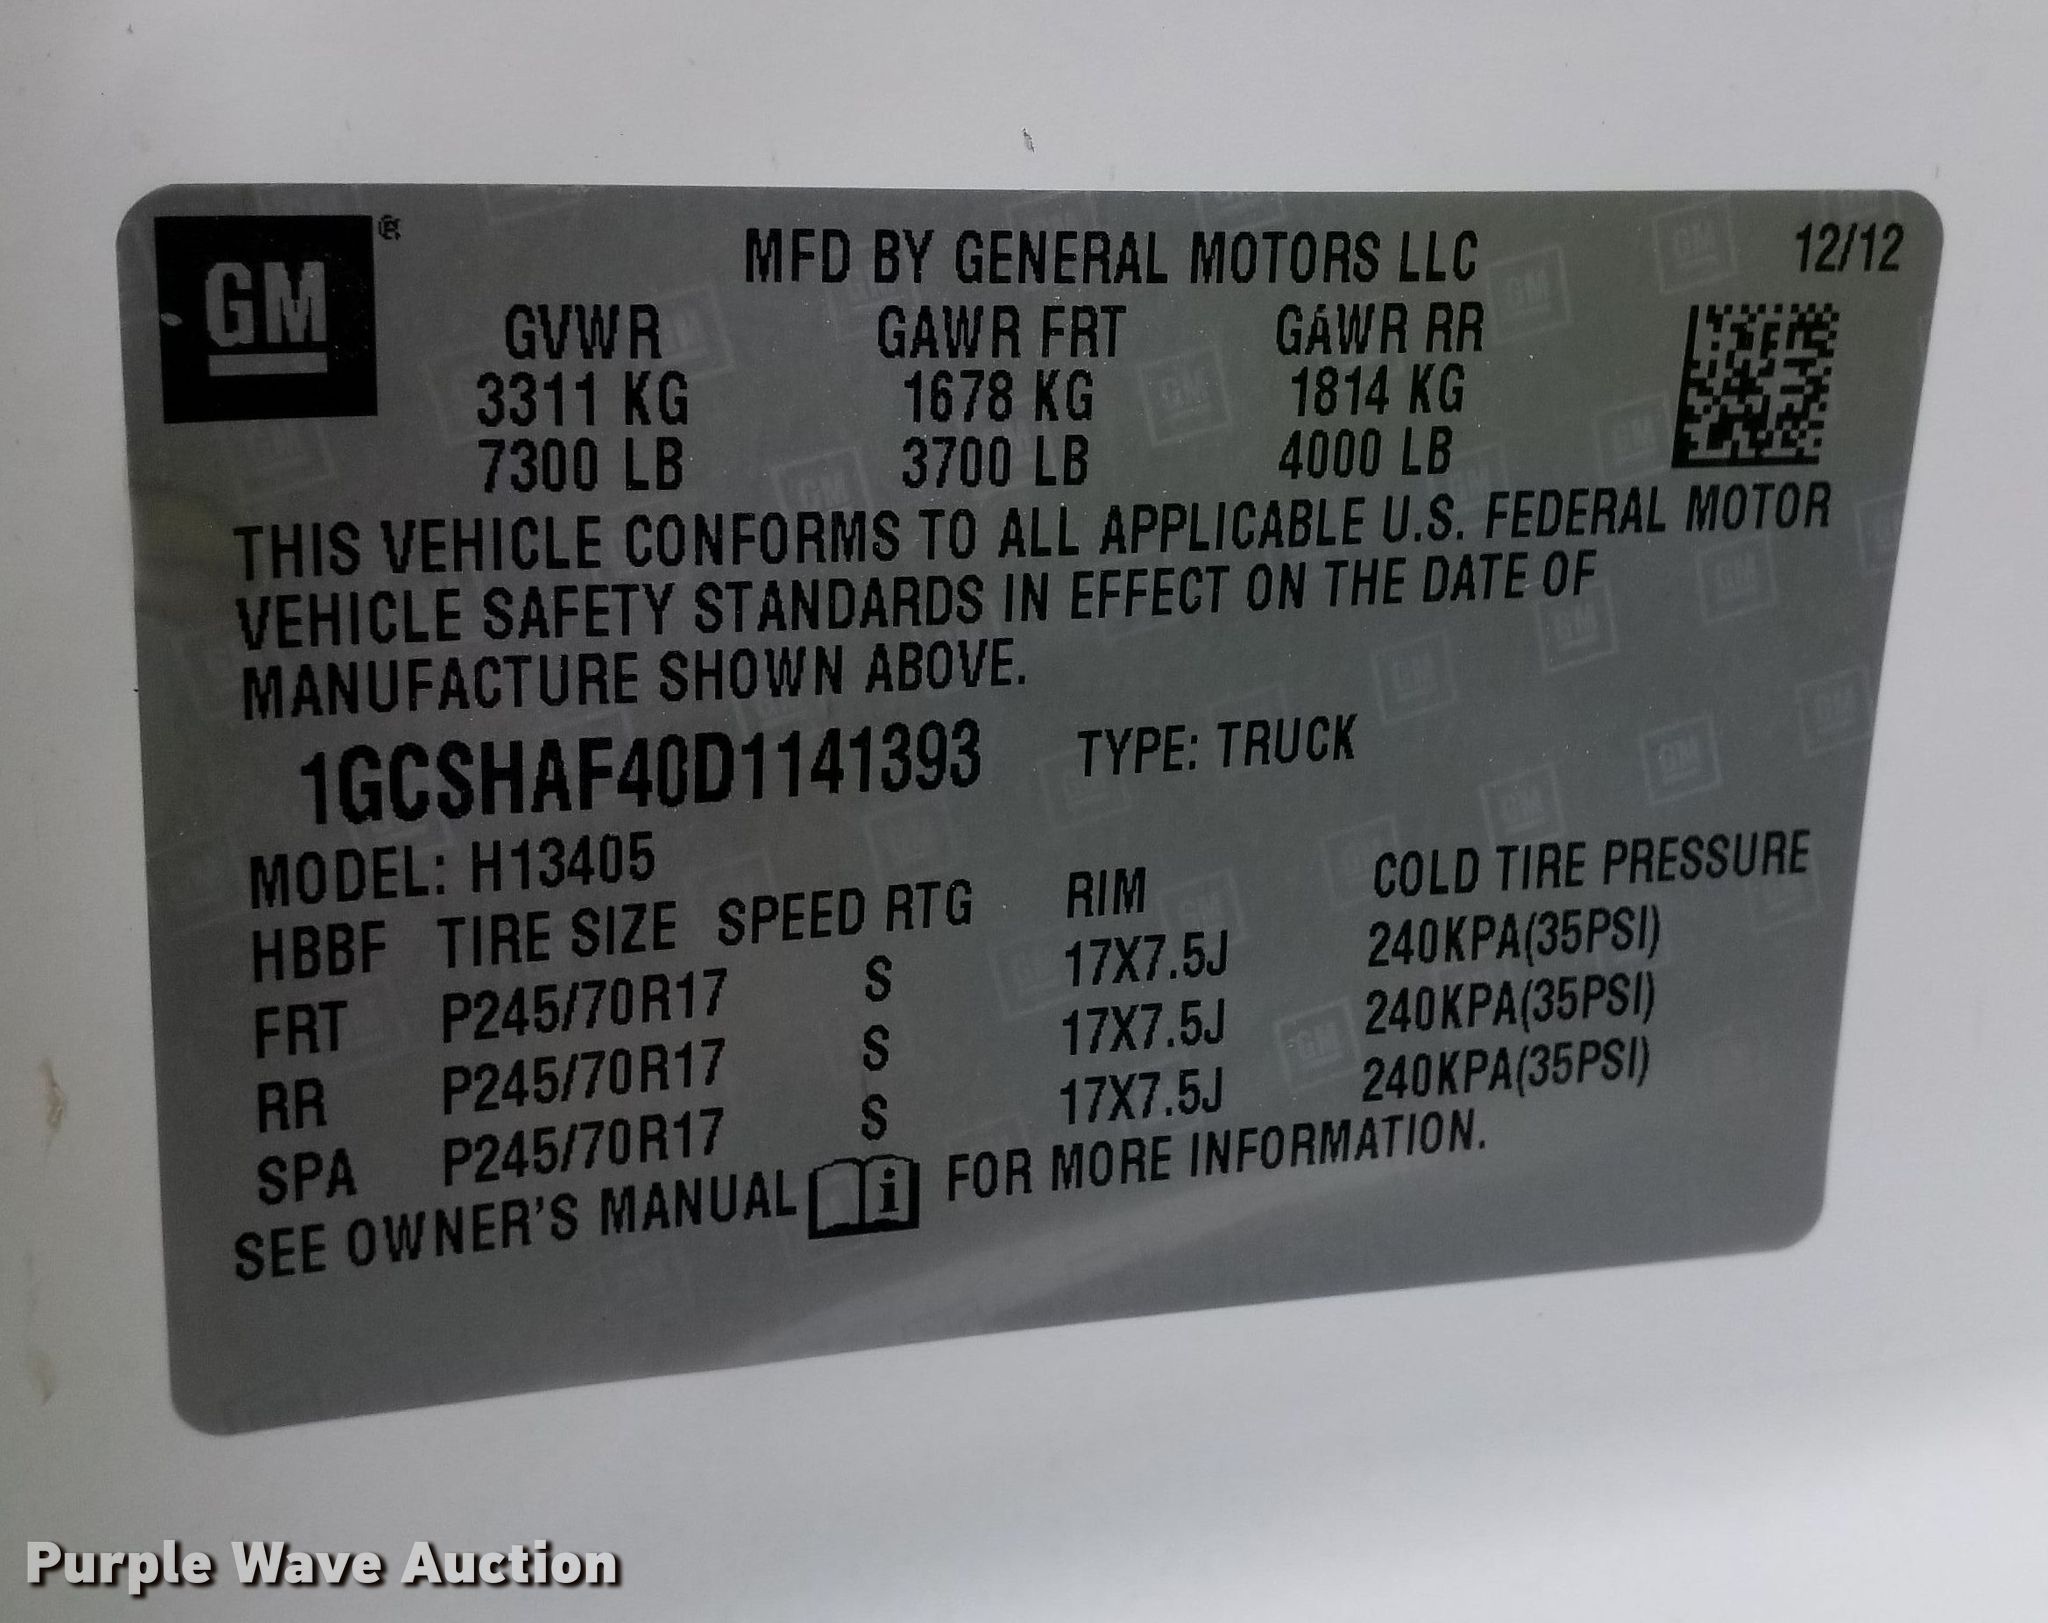 GM ® MFD BY GENERAL MOTORS LLC 12/12
GVWR GAWR FRT GAWR RR
3311 KG 1678 KG 1814 KG
7300 LB 3700 LB 4000 LB
THIS VEHICLE CONFORMS TO ALL APPLICABLE U.S. FEDERAL MOTOR
VEHICLE SAFETY STANDARDS IN EFFECT ON THE DATE OF
MANUFACTURE SHOWN ABOVE.
1GCSHAF40D1141393 TYPE: TRUCK
MODEL: H13405
HBBF TIRE SIZE SPEED RTG RIM COLD TIRE PRESSURE
FRT P245/70R17 S 17X7.5J 240KPA(35PSI)
RR P245/70R17 S 17X7.5J 240KPA(35PSI)
SPA P245/70R17 S 17X7.5J 240KPA(35PSI)
SEE OWNER'S MANUAL i FOR MORE INFORMATION.
Purple Wave Auction